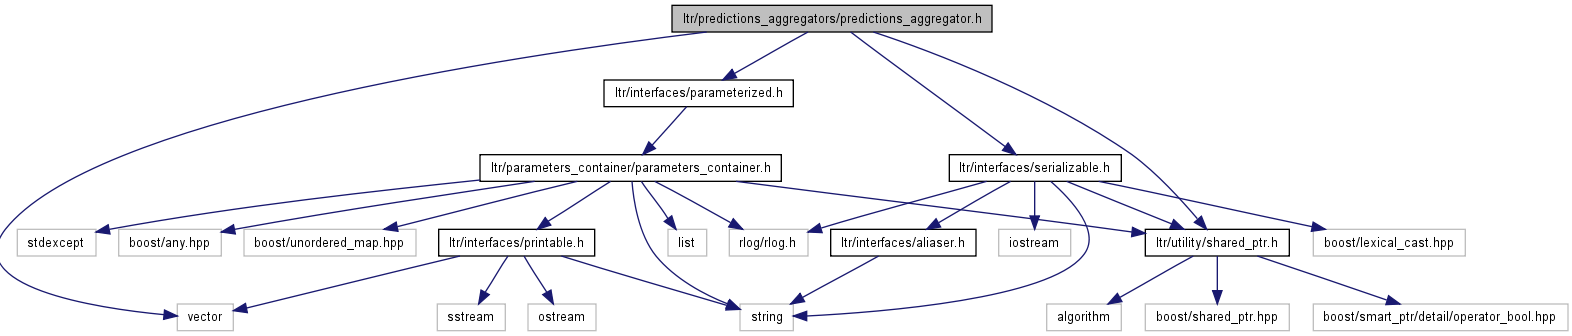 ltr/predictions_aggregators/predictions_aggregator.h
ltr/interfaces/parameterized.h
ltr/parameters_container/parameters_container.h
ltr/interfaces/serializable.h
stdexcept
boost/any.hpp
boost/unordered_map.hpp
ltr/interfaces/printable.h
list
rlog/rlog.h
ltr/interfaces/aliaser.h
iostream
ltr/utility/shared_ptr.h
boost/lexical_cast.hpp
vector
sstream
ostream
string
algorithm
boost/shared_ptr.hpp
boost/smart_ptr/detail/operator_bool.hpp